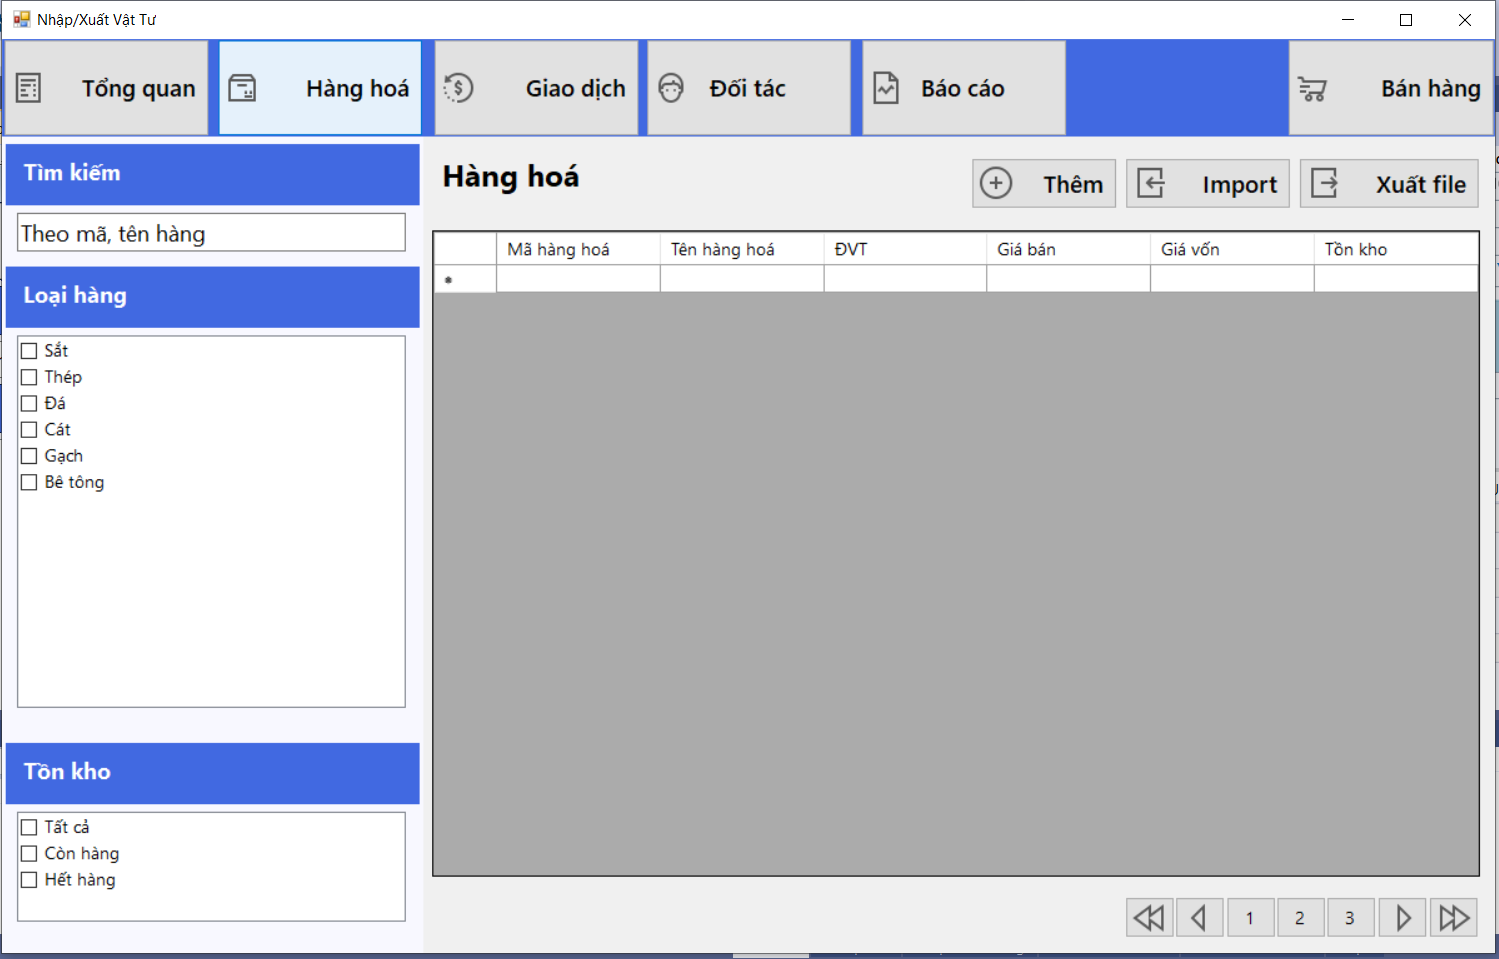 Nhập/Xuất Vật Tư
Tổng quan
Hàng hoá
Giao dịch
Đối tác
Báo cáo
Bán hàng
Tìm kiếm
Theo mã, tên hàng
Loại hàng
Sắt
Thép
Đá
Cát
Gạch
Bê tông
Tồn kho
Tất cả
Còn hàng
Hết hàng
Hàng hoá
Thêm
Import
Xuất file
Mã hàng hoá Tên hàng hoá ĐVT Giá bán Giá vốn Tồn kho
1 2 3